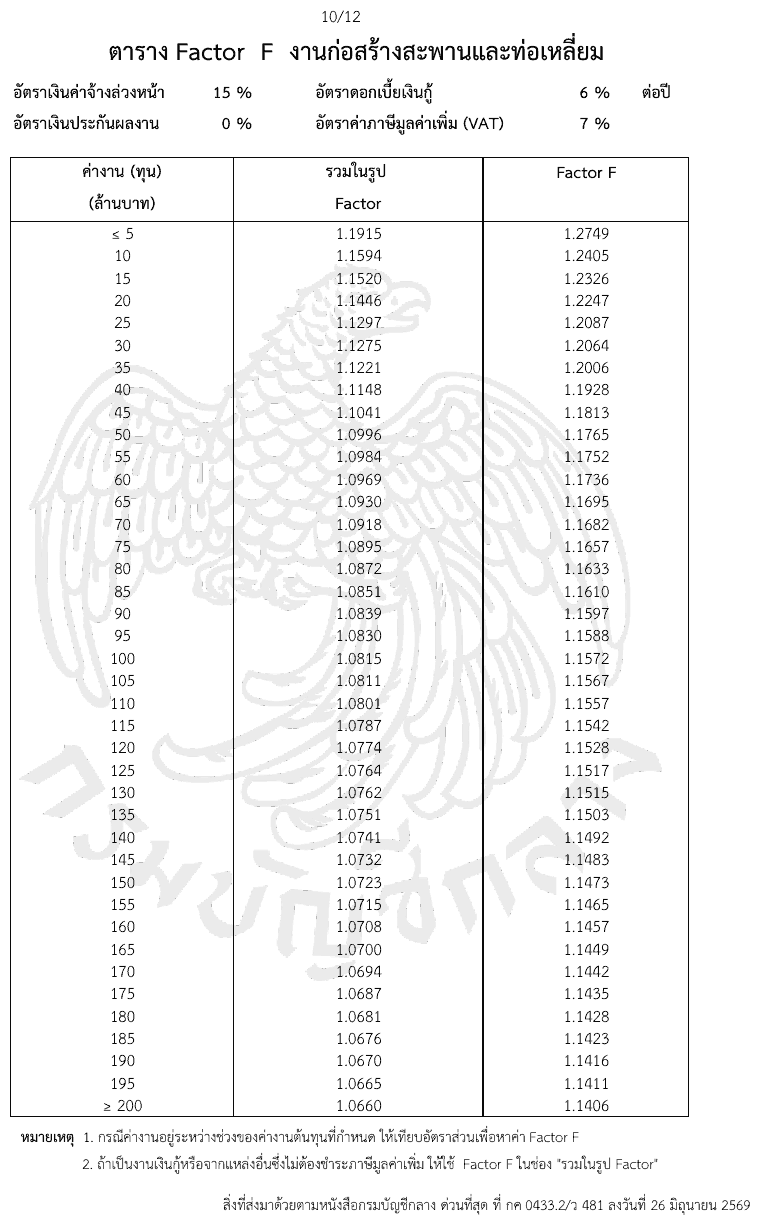 10/12
ตาราง Factor F งานก่อสร้างสะพานและท่อเหลี่ยม
อัตราเงินค่าจ้างล่วงหน้า 15 % อัตราดอกเบี้ยเงินกู้ 6 % ต่อปี
อัตราเงินประกันผลงาน 0 % อัตราค่าภาษีมูลค่าเพิ่ม (VAT) 7 %
ค่างาน (ทุน) รวมในรูป Factor F
(ล้านบาท) Factor
≤ 5 1.1915 1.2749
10 1.1594 1.2405
15 1.1520 1.2326
20 1.1446 1.2247
25 1.1297 1.2087
30 1.1275 1.2064
35 1.1221 1.2006
40 1.1148 1.1928
45 1.1041 1.1813
50 1.0996 1.1765
55 1.0984 1.1752
60 1.0969 1.1736
65 1.0930 1.1695
70 1.0918 1.1682
75 1.0895 1.1657
80 1.0872 1.1633
85 1.0851 1.1610
90 1.0839 1.1597
95 1.0830 1.1588
100 1.0815 1.1572
105 1.0811 1.1567
110 1.0801 1.1557
115 1.0787 1.1542
120 1.0774 1.1528
125 1.0764 1.1517
130 1.0762 1.1515
135 1.0751 1.1503
140 1.0741 1.1492
145 1.0732 1.1483
150 1.0723 1.1473
155 1.0715 1.1465
160 1.0708 1.1457
165 1.0700 1.1449
170 1.0694 1.1442
175 1.0687 1.1435
180 1.0681 1.1428
185 1.0676 1.1423
190 1.0670 1.1416
195 1.0665 1.1411
≥ 200 1.0660 1.1406
กรมบัญชีกลาง
หมายเหตุ 1. กรณีค่างานอยู่ระหว่างช่วงของค่างานต้นทุนที่กำหนด ให้เทียบอัตราส่วนเพื่อหาค่า Factor F
2. ถ้าเป็นงานเงินกู้หรือจากแหล่งอื่นซึ่งไม่ต้องชำระภาษีมูลค่าเพิ่ม ให้ใช้ Factor F ในช่อง "รวมในรูป Factor"
สิ่งที่ส่งมาด้วยตามหนังสือกรมบัญชีกลาง ด่วนที่สุด ที่ กค 0433.2/ว 481 ลงวันที่ 26 มิถุนายน 2569